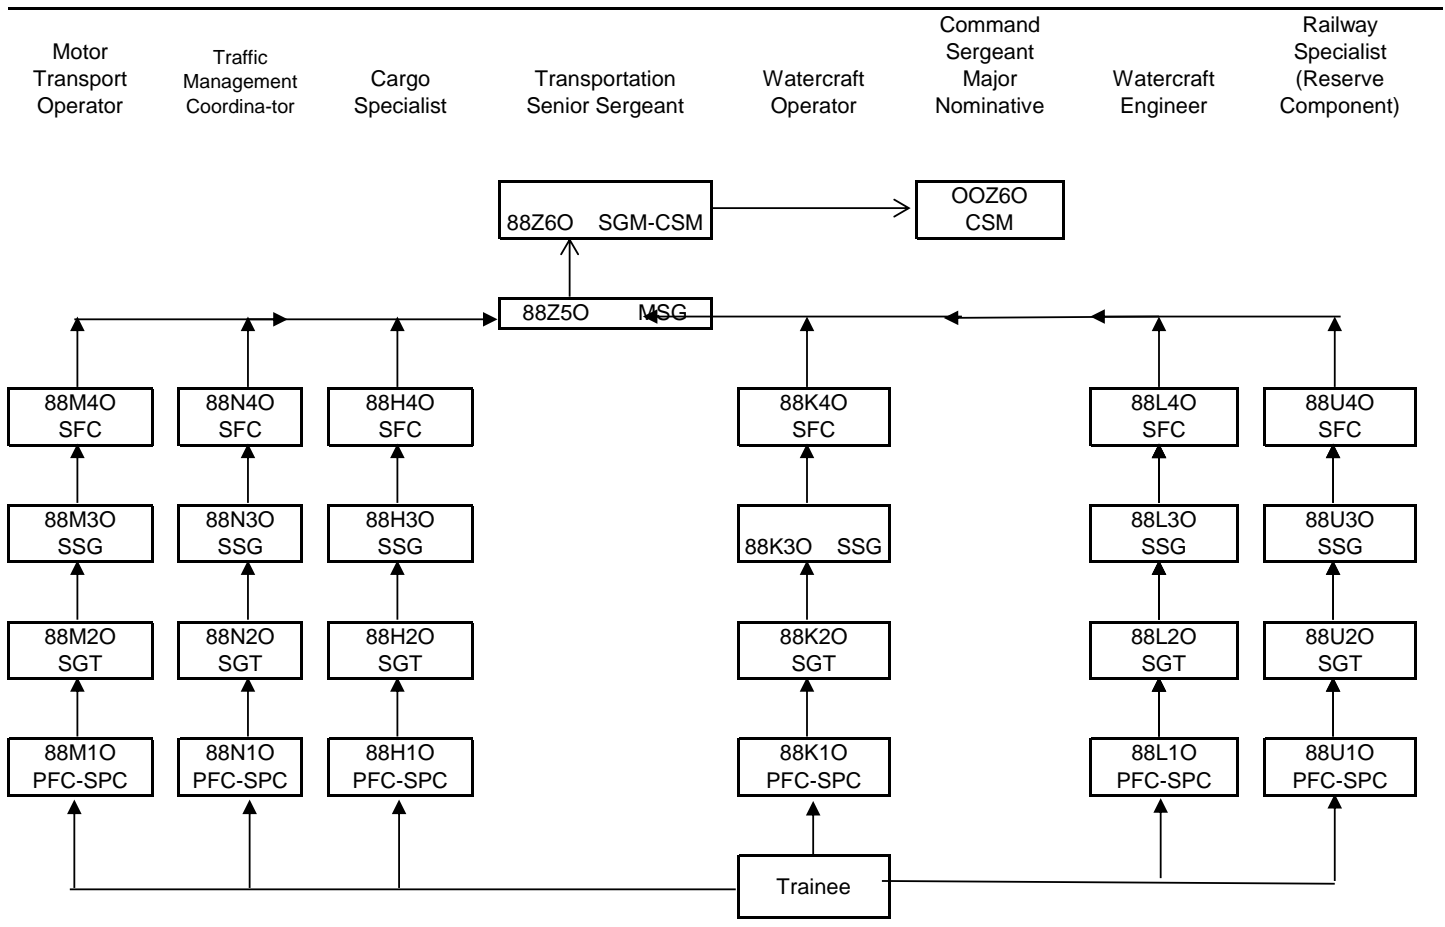 Motor
Transport
Operator
Traffic
Management
Coordina-tor
Cargo
Specialist
Transportation
Senior Sergeant
Watercraft
Operator
Command
Sergeant
Major
Nominative
Watercraft
Engineer
Railway
Specialist
(Reserve
Component)
88Z6O SGM-CSM
OOZ6O
CSM
88Z5O MSG
88M4O
SFC
88N4O
SFC
88H4O
SFC
88K4O
SFC
88L4O
SFC
88U4O
SFC
88M3O
SSG
88N3O
SSG
88H3O
SSG
88K3O SSG
88L3O
SSG
88U3O
SSG
88M2O
SGT
88N2O
SGT
88H2O
SGT
88K2O
SGT
88L2O
SGT
88U2O
SGT
88M1O
PFC-SPC
88N1O
PFC-SPC
88H1O
PFC-SPC
88K1O
PFC-SPC
88L1O
PFC-SPC
88U1O
PFC-SPC
Trainee